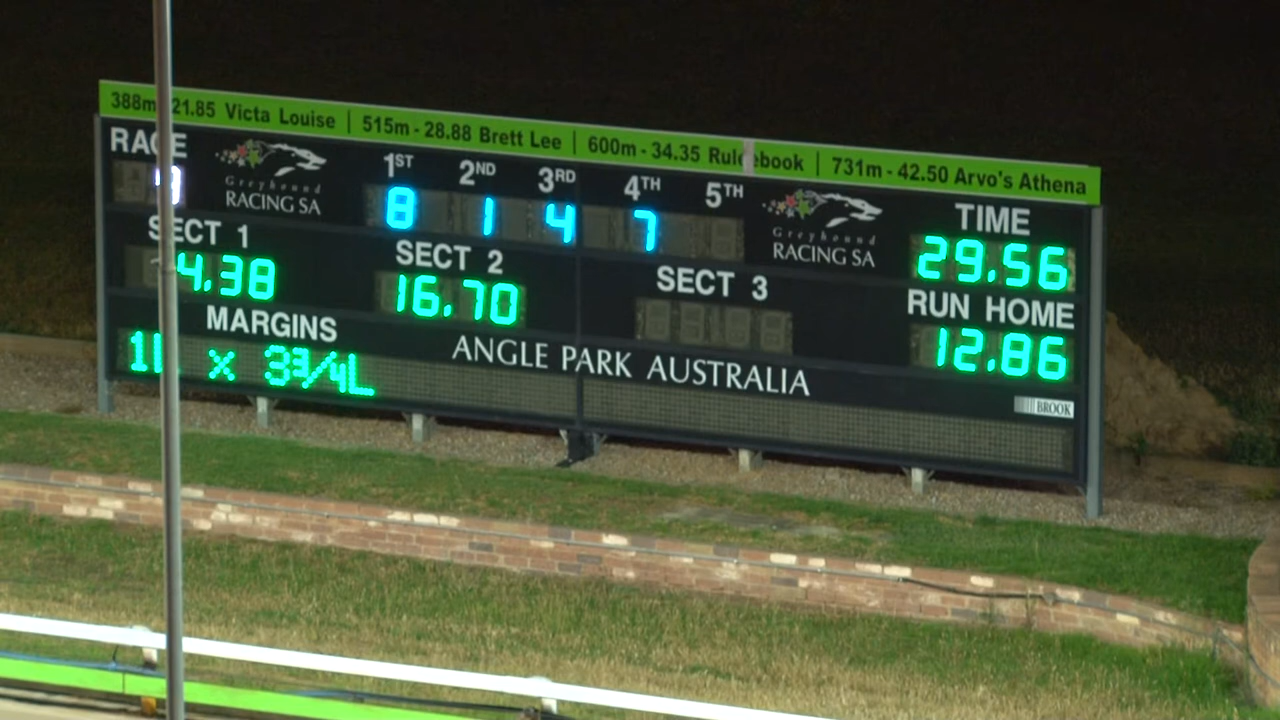 388m 21.85 Victa Louise | 515m - 28.88 Brett Lee | 600m - 34.35 Rulebook | 731m - 42.50 Arvo's Athena
RACE
Greyhound
RACING SA
1ST 2ND 3RD 4TH 5TH
8 1 4 7
Greyhound
RACING SA
TIME
29.56
SECT 1
4.38
SECT 2
16.70
SECT 3
RUN HOME
12.86
MARGINS
x 3¾L
ANGLE PARK AUSTRALIA
BROOK